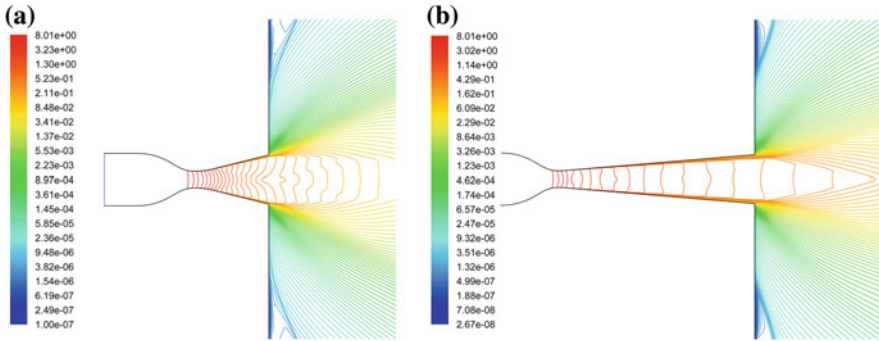 (a)
8.01e+00
3.23e+00
1.30e+00
5.23e-01
2.11e-01
8.48e-02
3.41e-02
1.37e-02
5.53e-03
2.23e-03
8.97e-04
3.61e-04
1.45e-04
5.85e-05
2.36e-05
9.48e-06
3.82e-06
1.54e-06
6.19e-07
2.49e-07
1.00e-07
(b)
8.01e+00
3.02e+00
1.14e+00
4.29e-01
1.62e-01
6.09e-02
2.29e-02
8.64e-03
3.26e-03
1.23e-03
4.62e-04
1.74e-04
6.57e-05
2.47e-05
9.32e-06
3.51e-06
1.32e-06
4.99e-07
1.88e-07
7.08e-08
2.67e-08